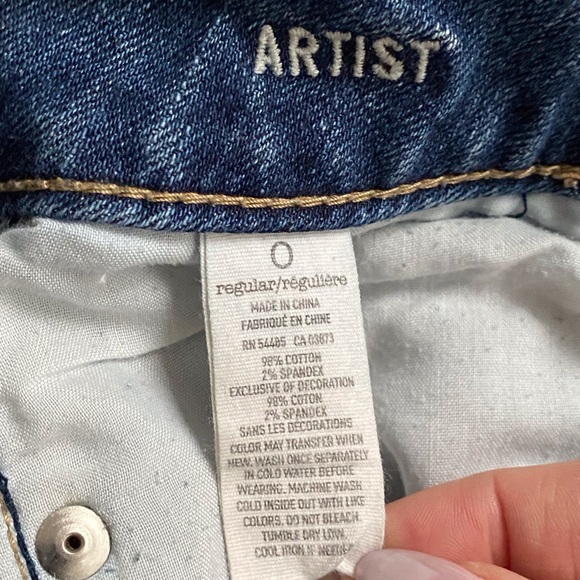 ARTIST
0
regular/régulière
MADE IN CHINA
FABRIQUÉ EN CHINE
RN 54485 CA 03873
98% COTTON
2% SPANDEX
EXCLUSIVE OF DECORATION
98% COTON
2% SPANDEX
SANS LES DÉCORATIONS
COLOR MAY TRANSFER WHEN
NEW. WASH ONCE SEPARATELY
IN COLD WATER BEFORE
WEARING. MACHINE WASH
COLD INSIDE OUT WITH LIKE
COLORS. DO NOT BLEACH.
TUMBLE DRY LOW.
COOL IRON IF